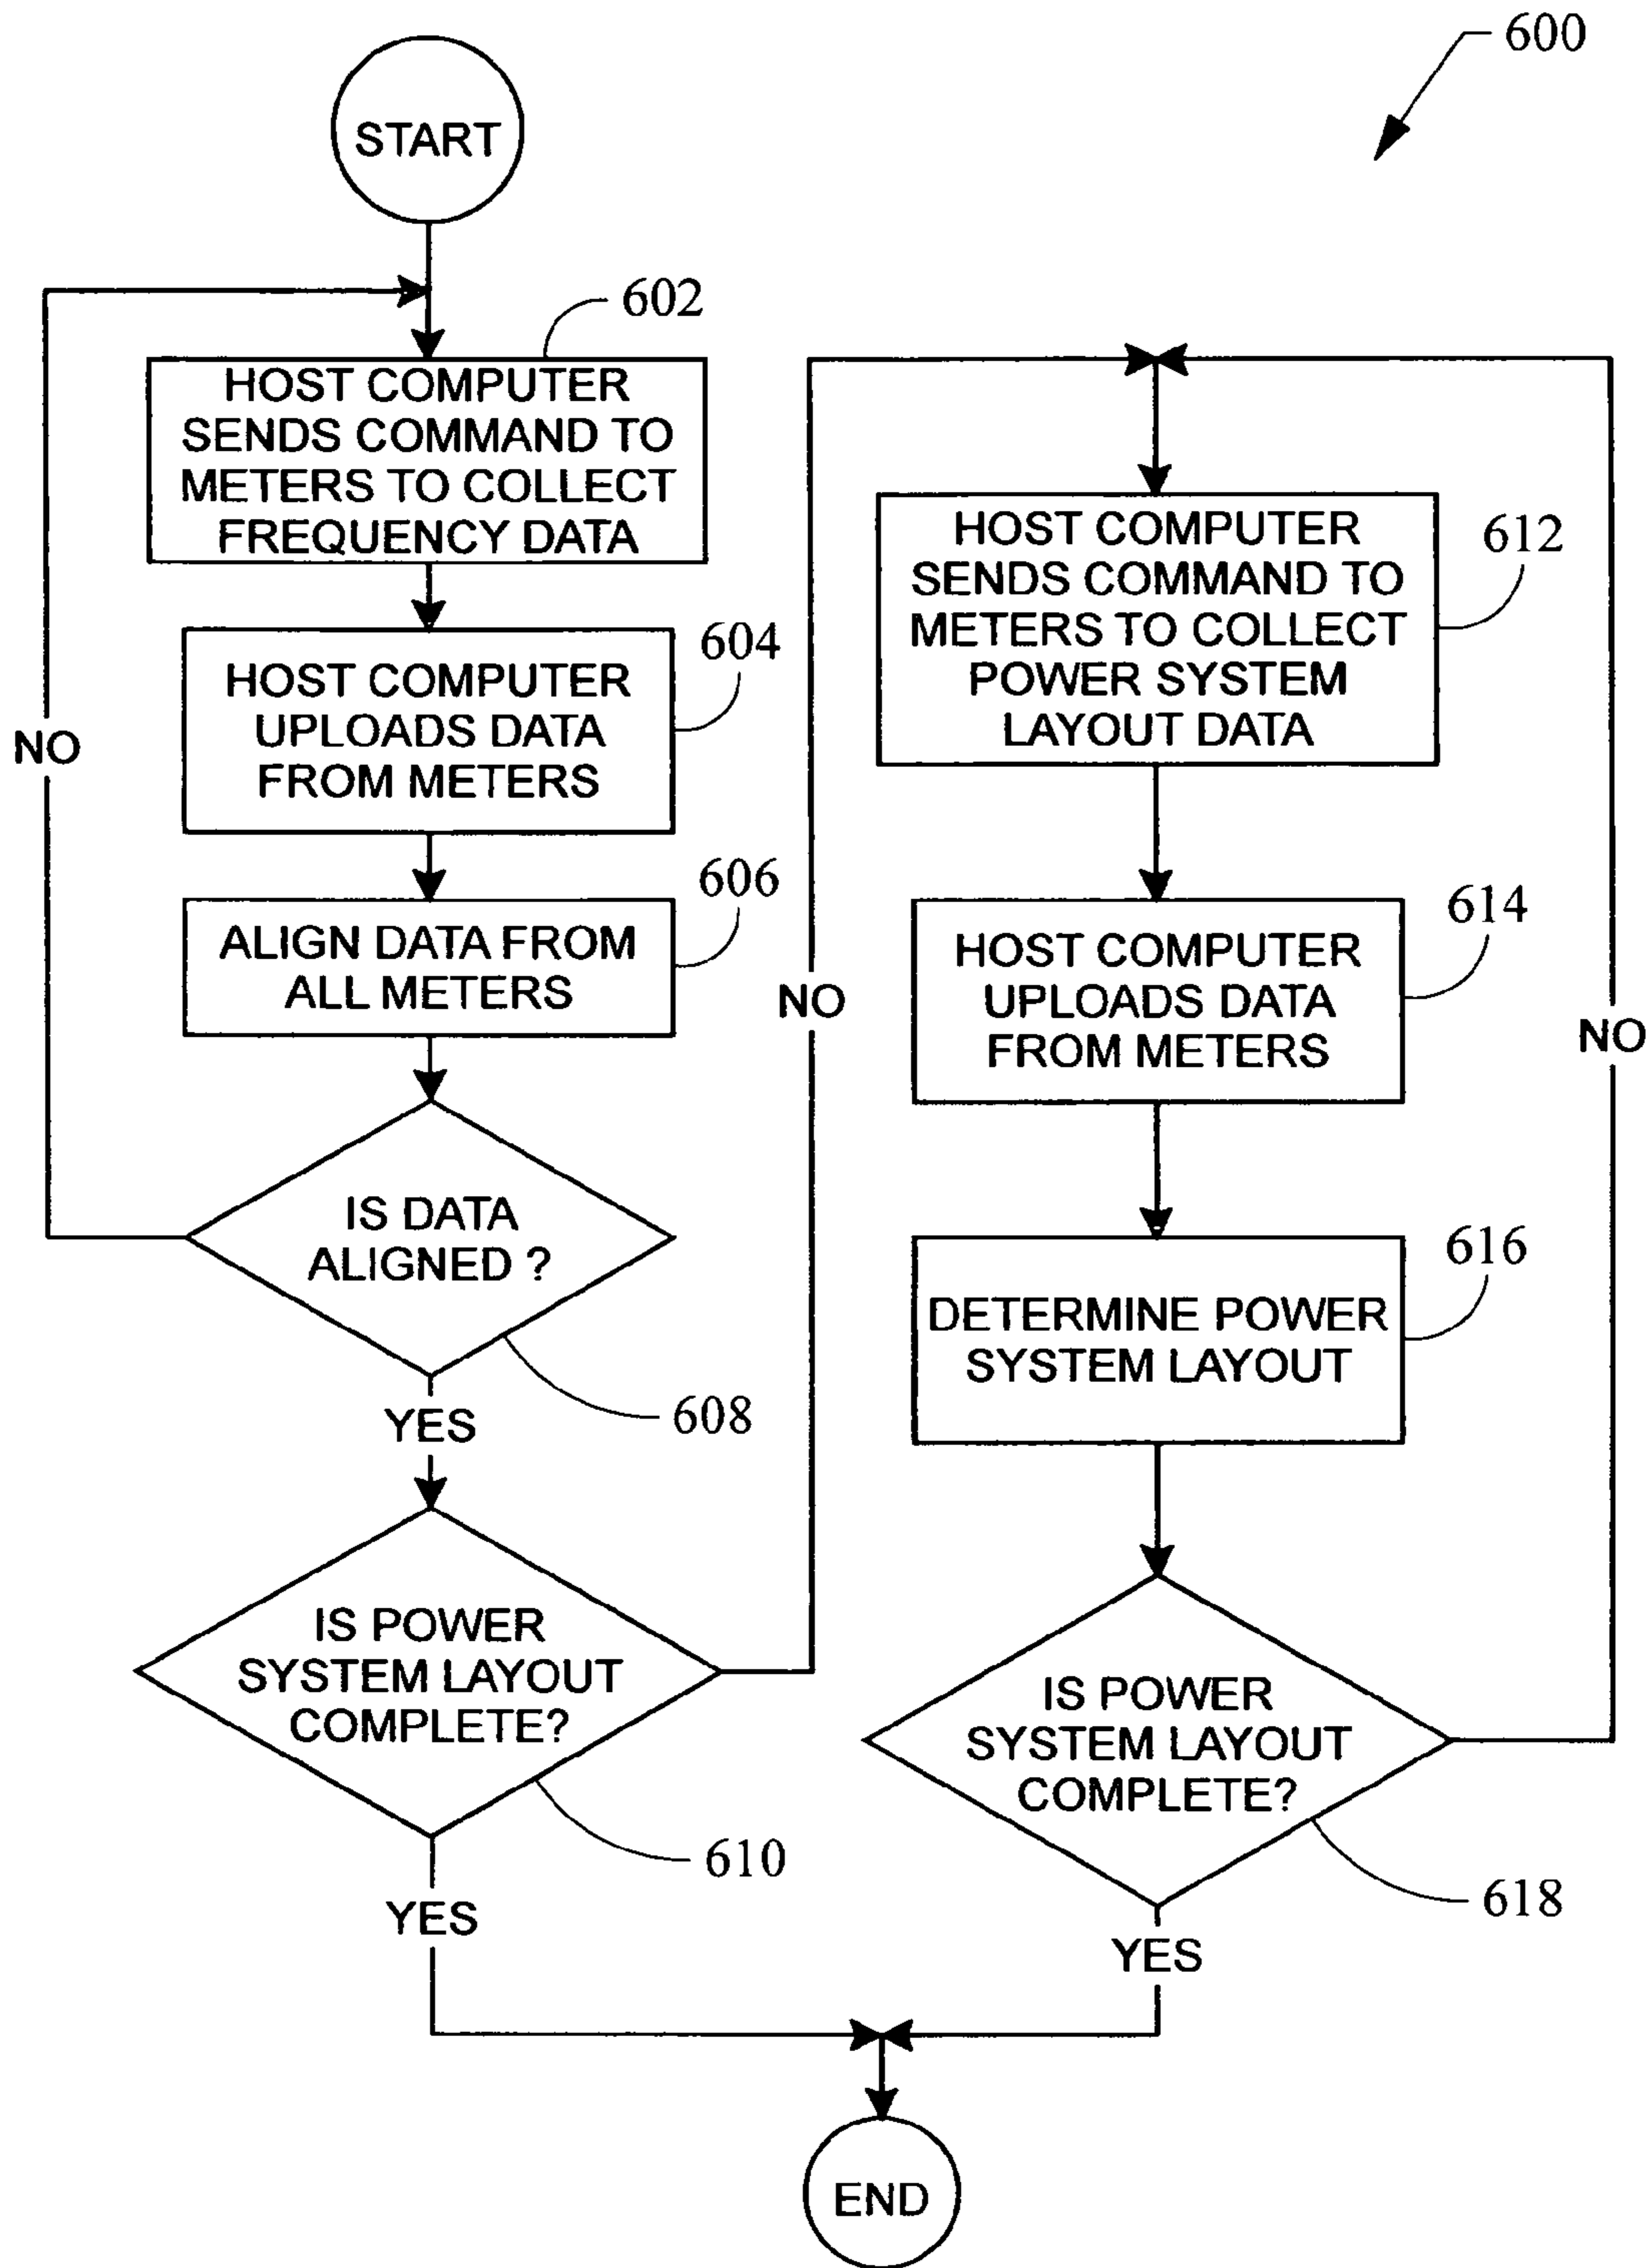 600
START
602
HOST COMPUTER
SENDS COMMAND TO
METERS TO COLLECT
FREQUENCY DATA
604
HOST COMPUTER
UPLOADS DATA
FROM METERS
NO
606
ALIGN DATA FROM
ALL METERS
IS DATA
ALIGNED ?
608
YES
IS POWER
SYSTEM LAYOUT
COMPLETE?
610
YES
NO
HOST COMPUTER
SENDS COMMAND TO
METERS TO COLLECT
POWER SYSTEM
LAYOUT DATA
612
HOST COMPUTER
UPLOADS DATA
FROM METERS
614
NO
DETERMINE POWER
SYSTEM LAYOUT
616
IS POWER
SYSTEM LAYOUT
COMPLETE?
618
YES
END